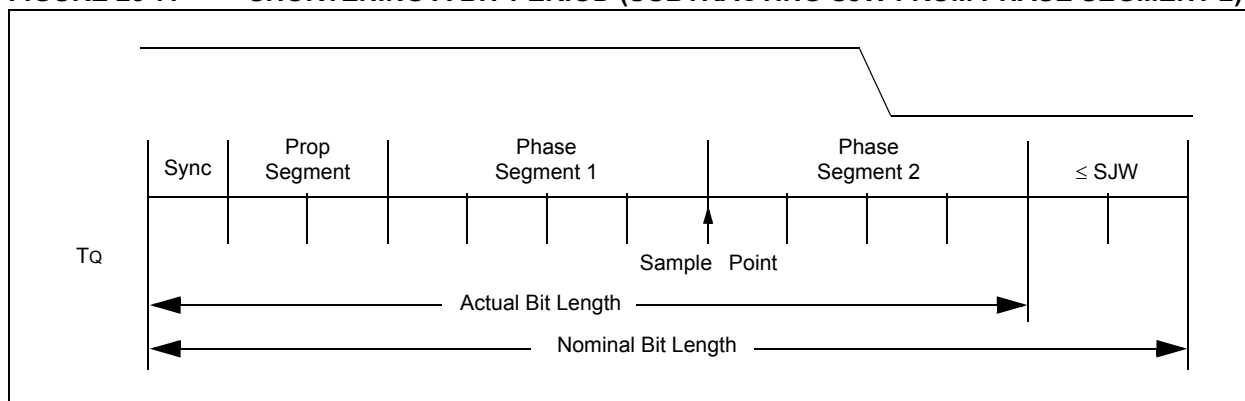 Sync
Prop
Segment
Phase
Segment 1
Phase
Segment 2
≤ SJW
TQ
Sample Point
Actual Bit Length
Nominal Bit Length